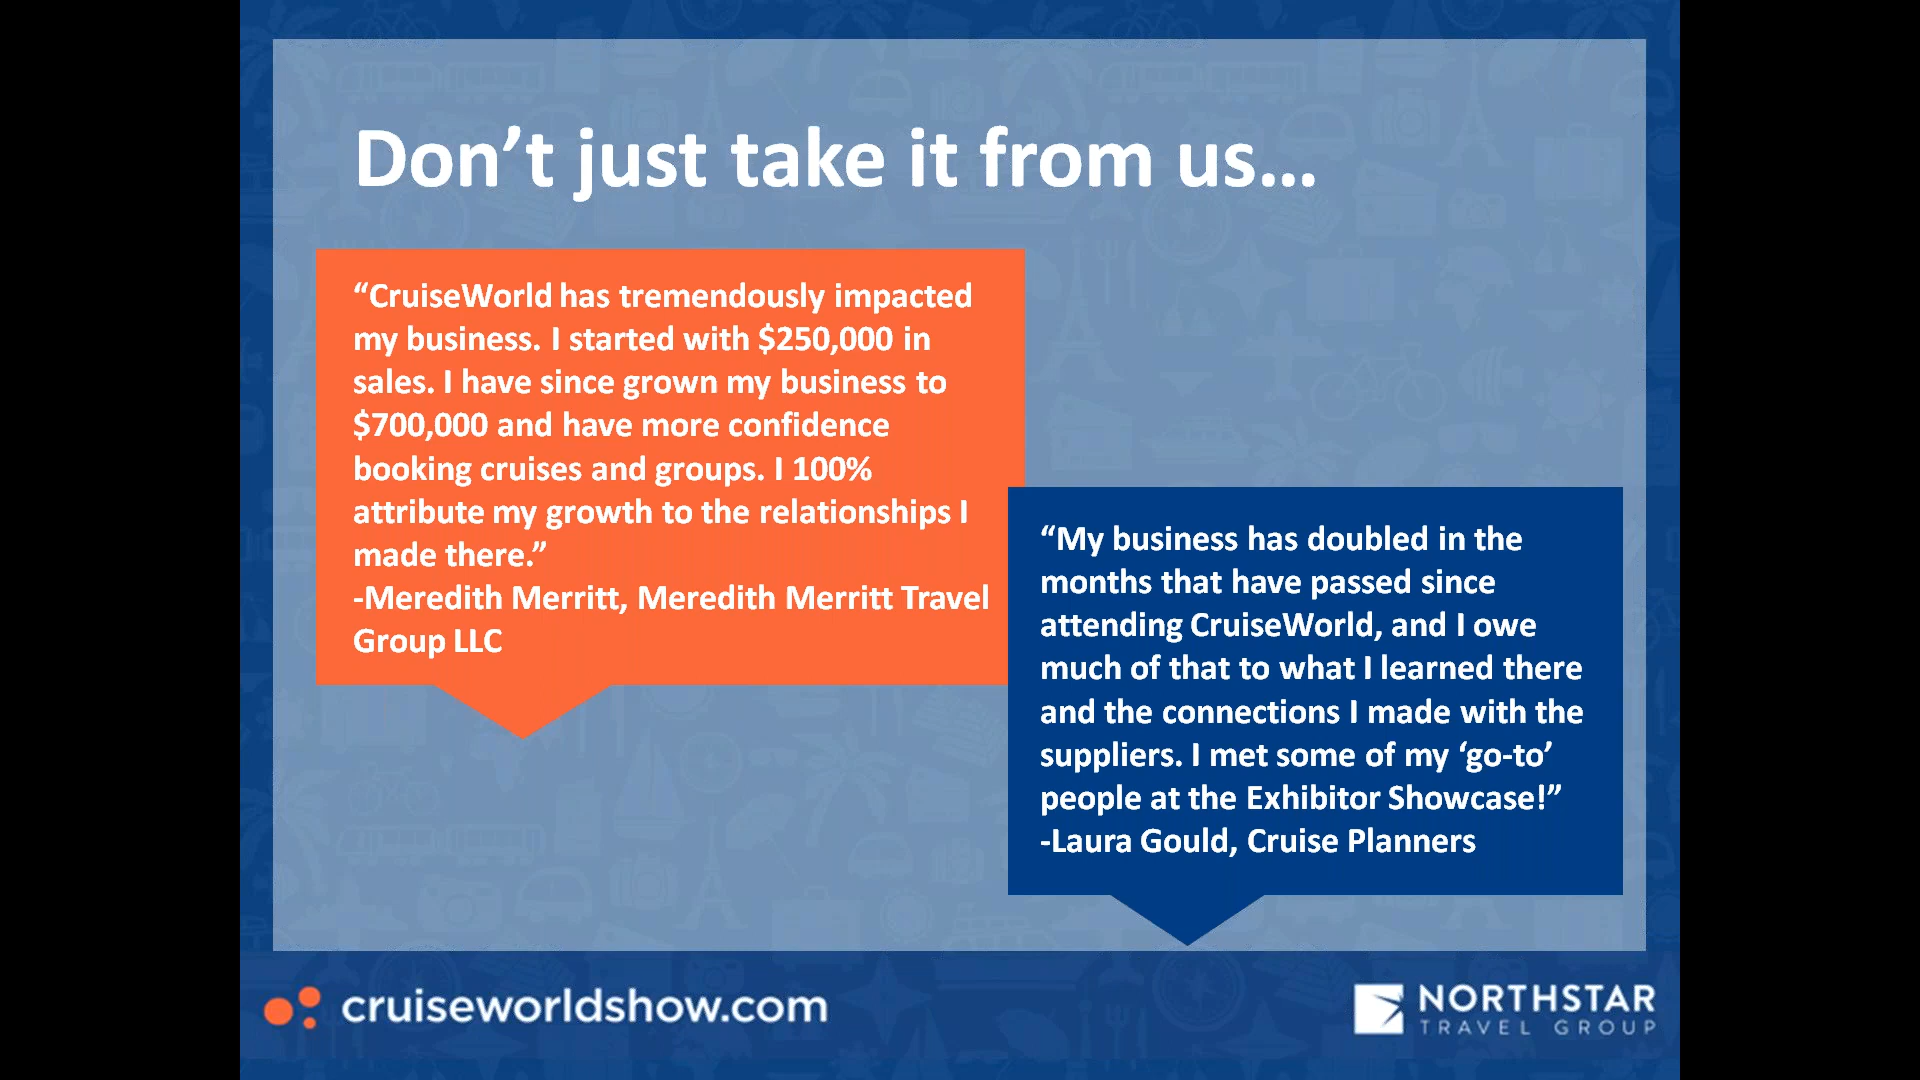 Don’t just take it from us…
“CruiseWorld has tremendously impacted
my business. I started with $250,000 in
sales. I have since grown my business to
$700,000 and have more confidence
booking cruises and groups. I 100%
attribute my growth to the relationships I
made there.”
-Meredith Merritt, Meredith Merritt Travel
Group LLC
“My business has doubled in the
months that have passed since
attending CruiseWorld, and I owe
much of that to what I learned there
and the connections I made with the
suppliers. I met some of my ‘go-to’
people at the Exhibitor Showcase!”
-Laura Gould, Cruise Planners
cruiseworldshow.com
NORTHSTAR
TRAVEL GROUP